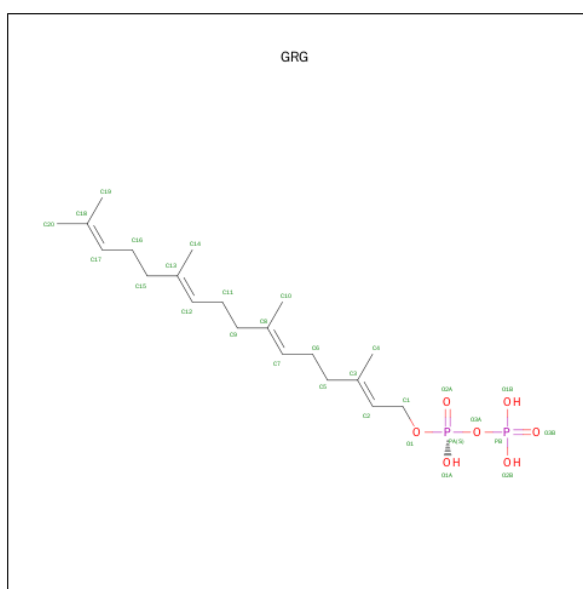 GRG
C19
C20 C18
C17 C16 C14
C15 C13
C12 C11 C10
C9 C8
C7 C6 C4
C5 C3
C2 C1
O2A O1B
O OH
O3A O3B
O P O P O
O1 PA(S) PB
OH OH
O1A O2B